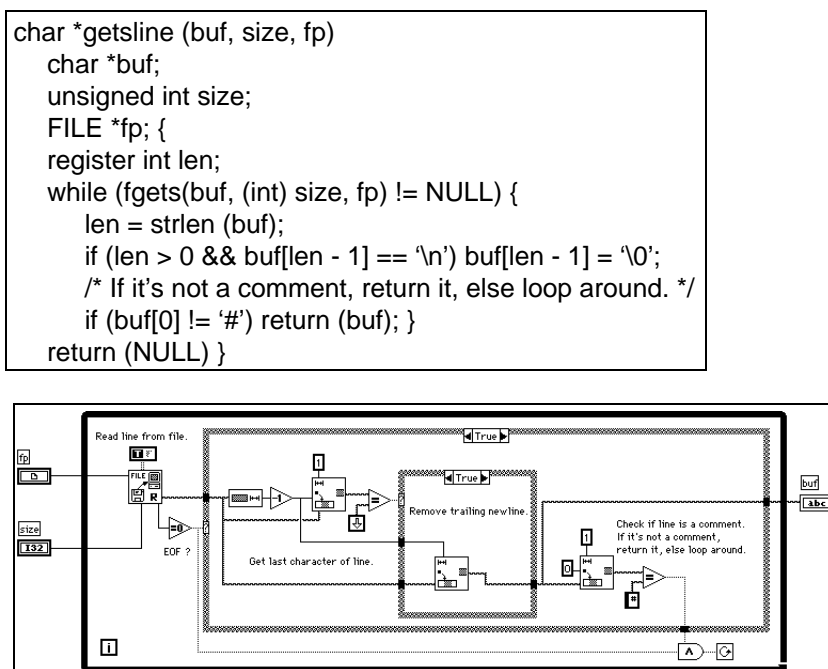 char *getsline (buf, size, fp)
char *buf;
unsigned int size;
FILE *fp; {
register int len;
while (fgets(buf, (int) size, fp) != NULL) {
len = strlen (buf);
if (len > 0 && buf[len - 1] == ‘\n’) buf[len - 1] = ‘\0’;
/* If it’s not a comment, return it, else loop around. */
if (buf[0] != ‘#’) return (buf); }
return (NULL) }
Read line from file.
T F
True
fp
FILE
R
1
True
buf
abc
-1
=
Remove trailing newline.
Check if line is a comment.
If it's not a comment,
return it, else loop around.
size
I32
=0
EOF ?
Get last character of line.
1
0
=
#
i